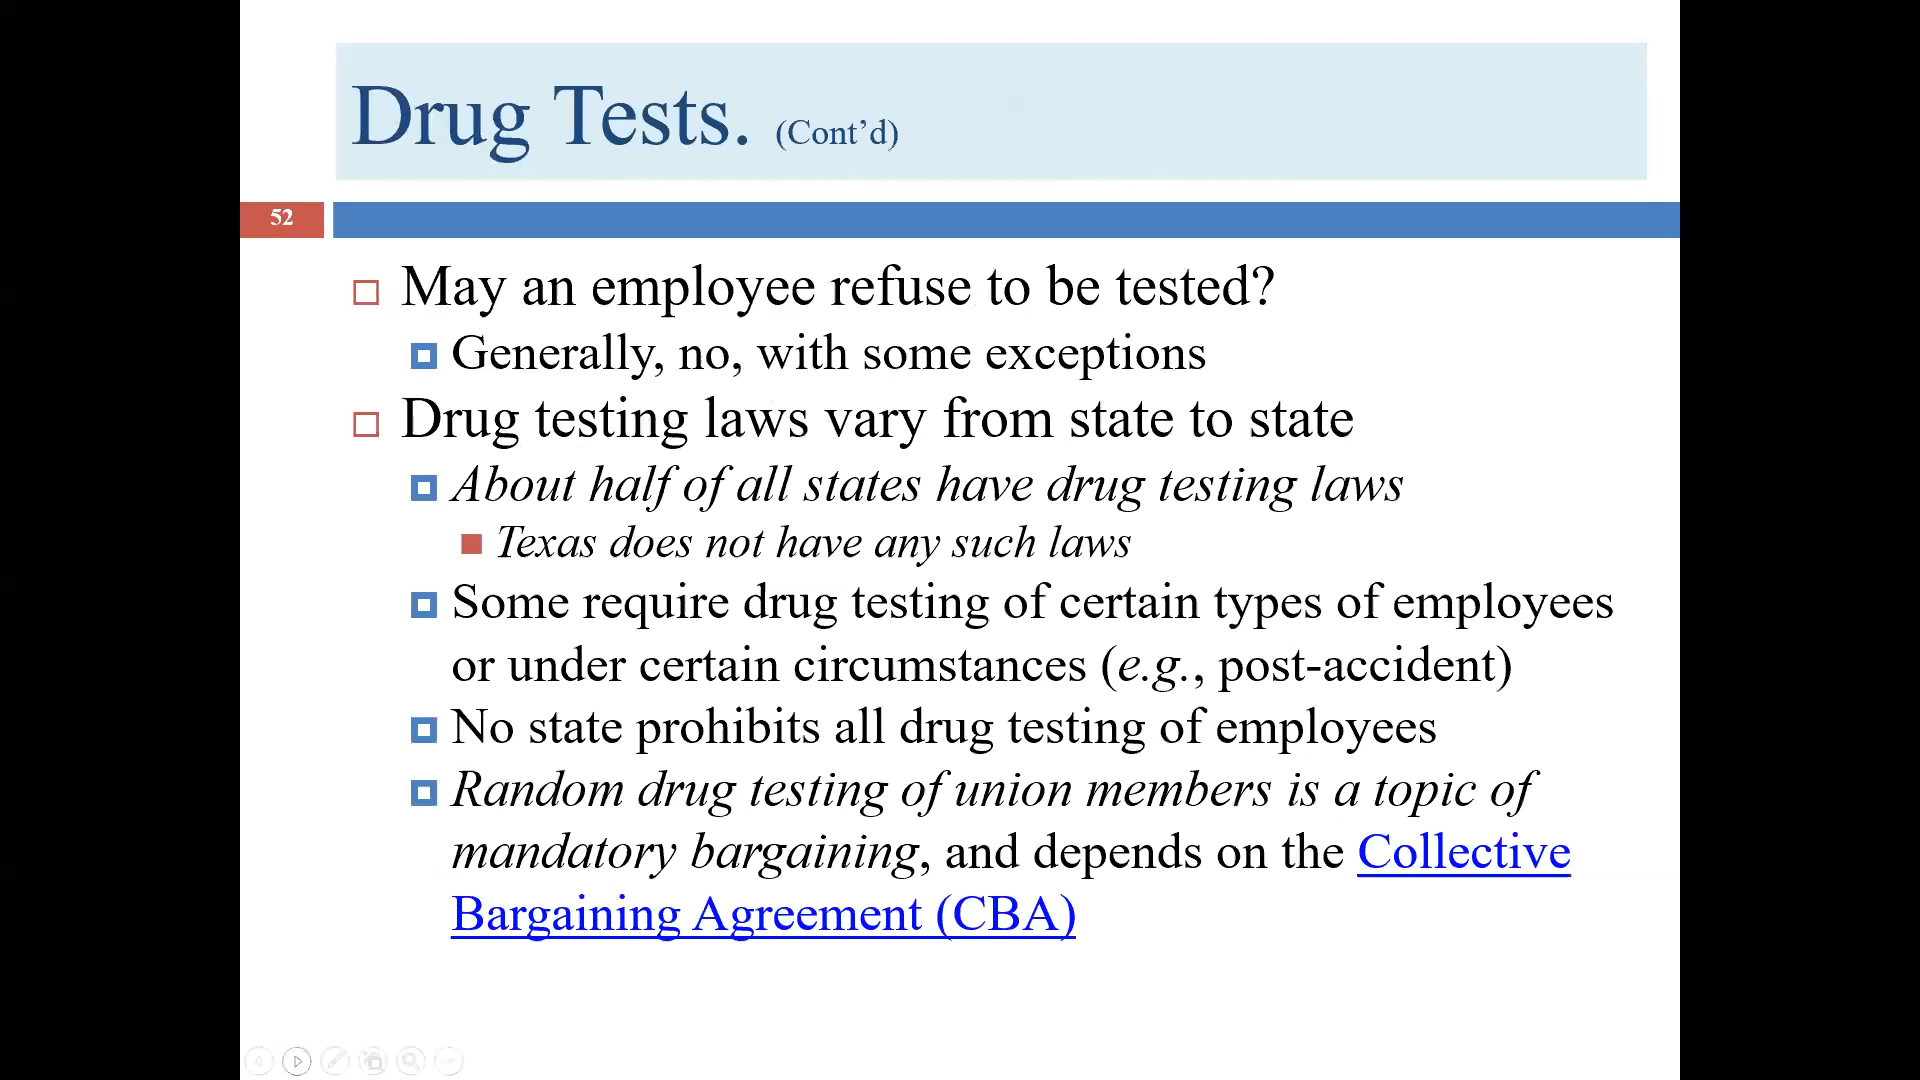 Drug Tests. (Cont’d)
52
May an employee refuse to be tested?
Generally, no, with some exceptions
Drug testing laws vary from state to state
About half of all states have drug testing laws
Texas does not have any such laws
Some require drug testing of certain types of employees
or under certain circumstances (e.g., post-accident)
No state prohibits all drug testing of employees
Random drug testing of union members is a topic of
mandatory bargaining, and depends on the Collective
Bargaining Agreement (CBA)